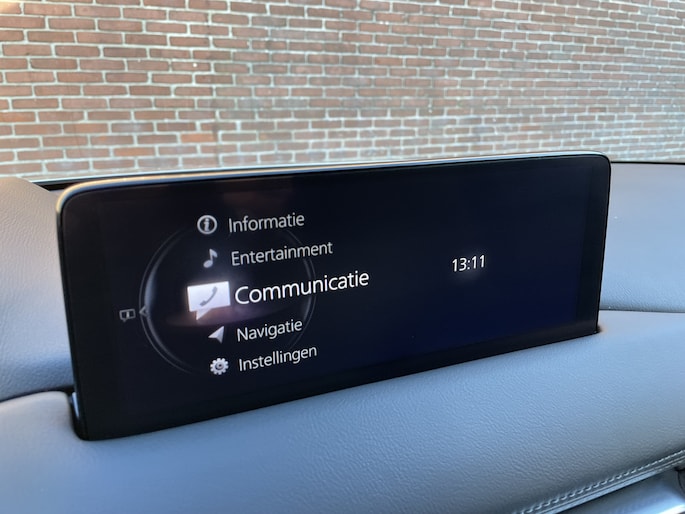 Informatie
Entertainment
Communicatie
13:11
Navigatie
Instellingen